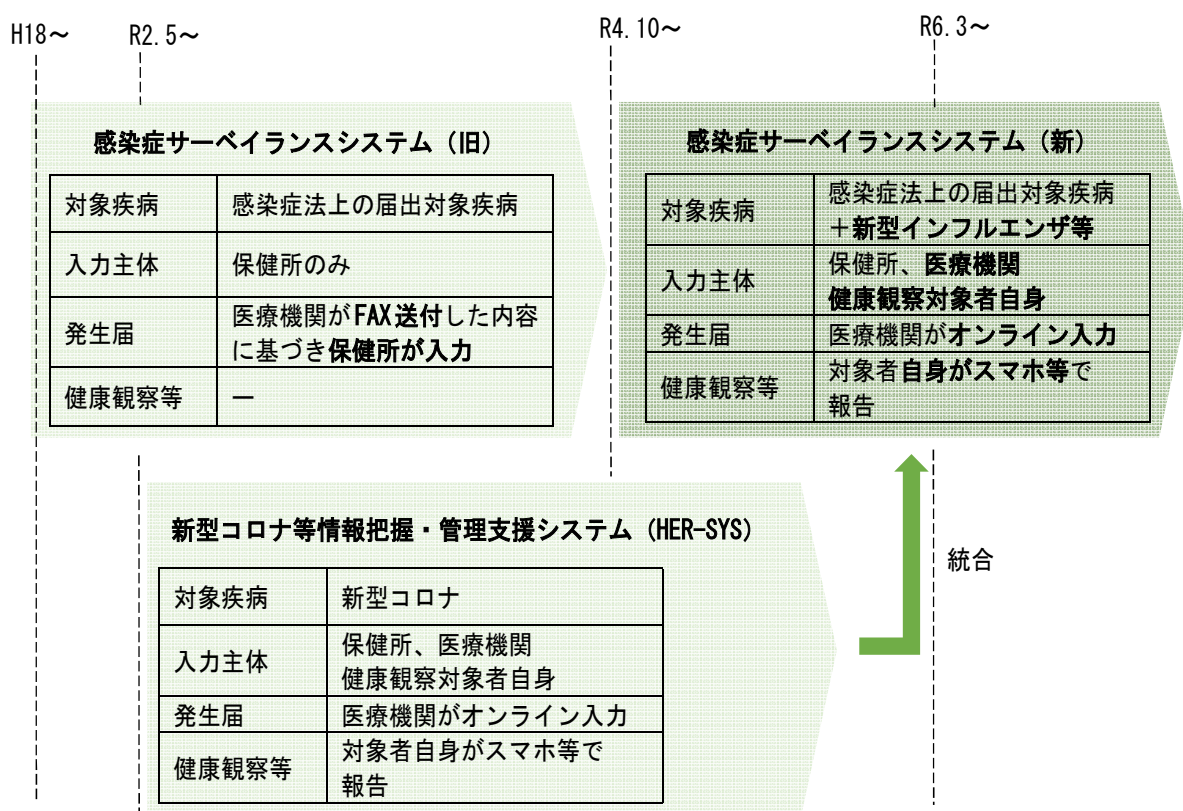 H18～
R2.5～
R4.10～
R6.3～
感染症サーベイランスシステム（旧）
対象疾病
感染症法上の届出対象疾病
入力主体
保健所のみ
発生届
医療機関がFAX送付した内容
に基づき保健所が入力
健康観察等
―
感染症サーベイランスシステム（新）
対象疾病
感染症法上の届出対象疾病
＋新型インフルエンザ等
入力主体
保健所、医療機関
健康観察対象者自身
発生届
医療機関がオンライン入力
健康観察等
対象者自身がスマホ等で
報告
新型コロナ等情報把握・管理支援システム（HER-SYS）
対象疾病
新型コロナ
入力主体
保健所、医療機関
健康観察対象者自身
発生届
医療機関がオンライン入力
健康観察等
対象者自身がスマホ等で
報告
統合